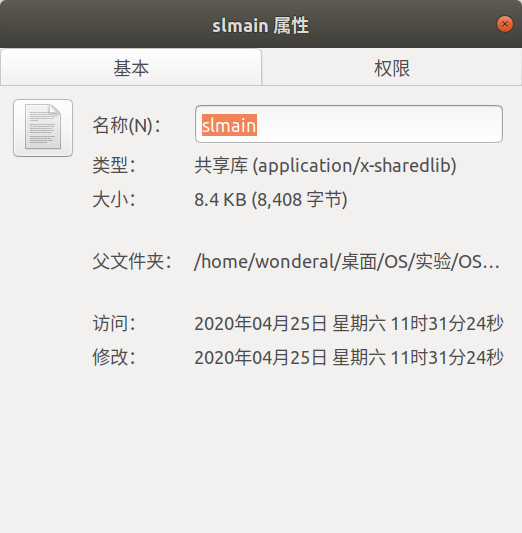 slmain 属性
基本 权限
名称(N)： slmain
类型： 共享库 (application/x-sharedlib)
大小： 8.4 KB (8,408 字节)
父文件夹： /home/wonderal/桌面/OS/实验/OS…
访问： 2020年04月25日 星期六 11时31分24秒
修改： 2020年04月25日 星期六 11时31分24秒